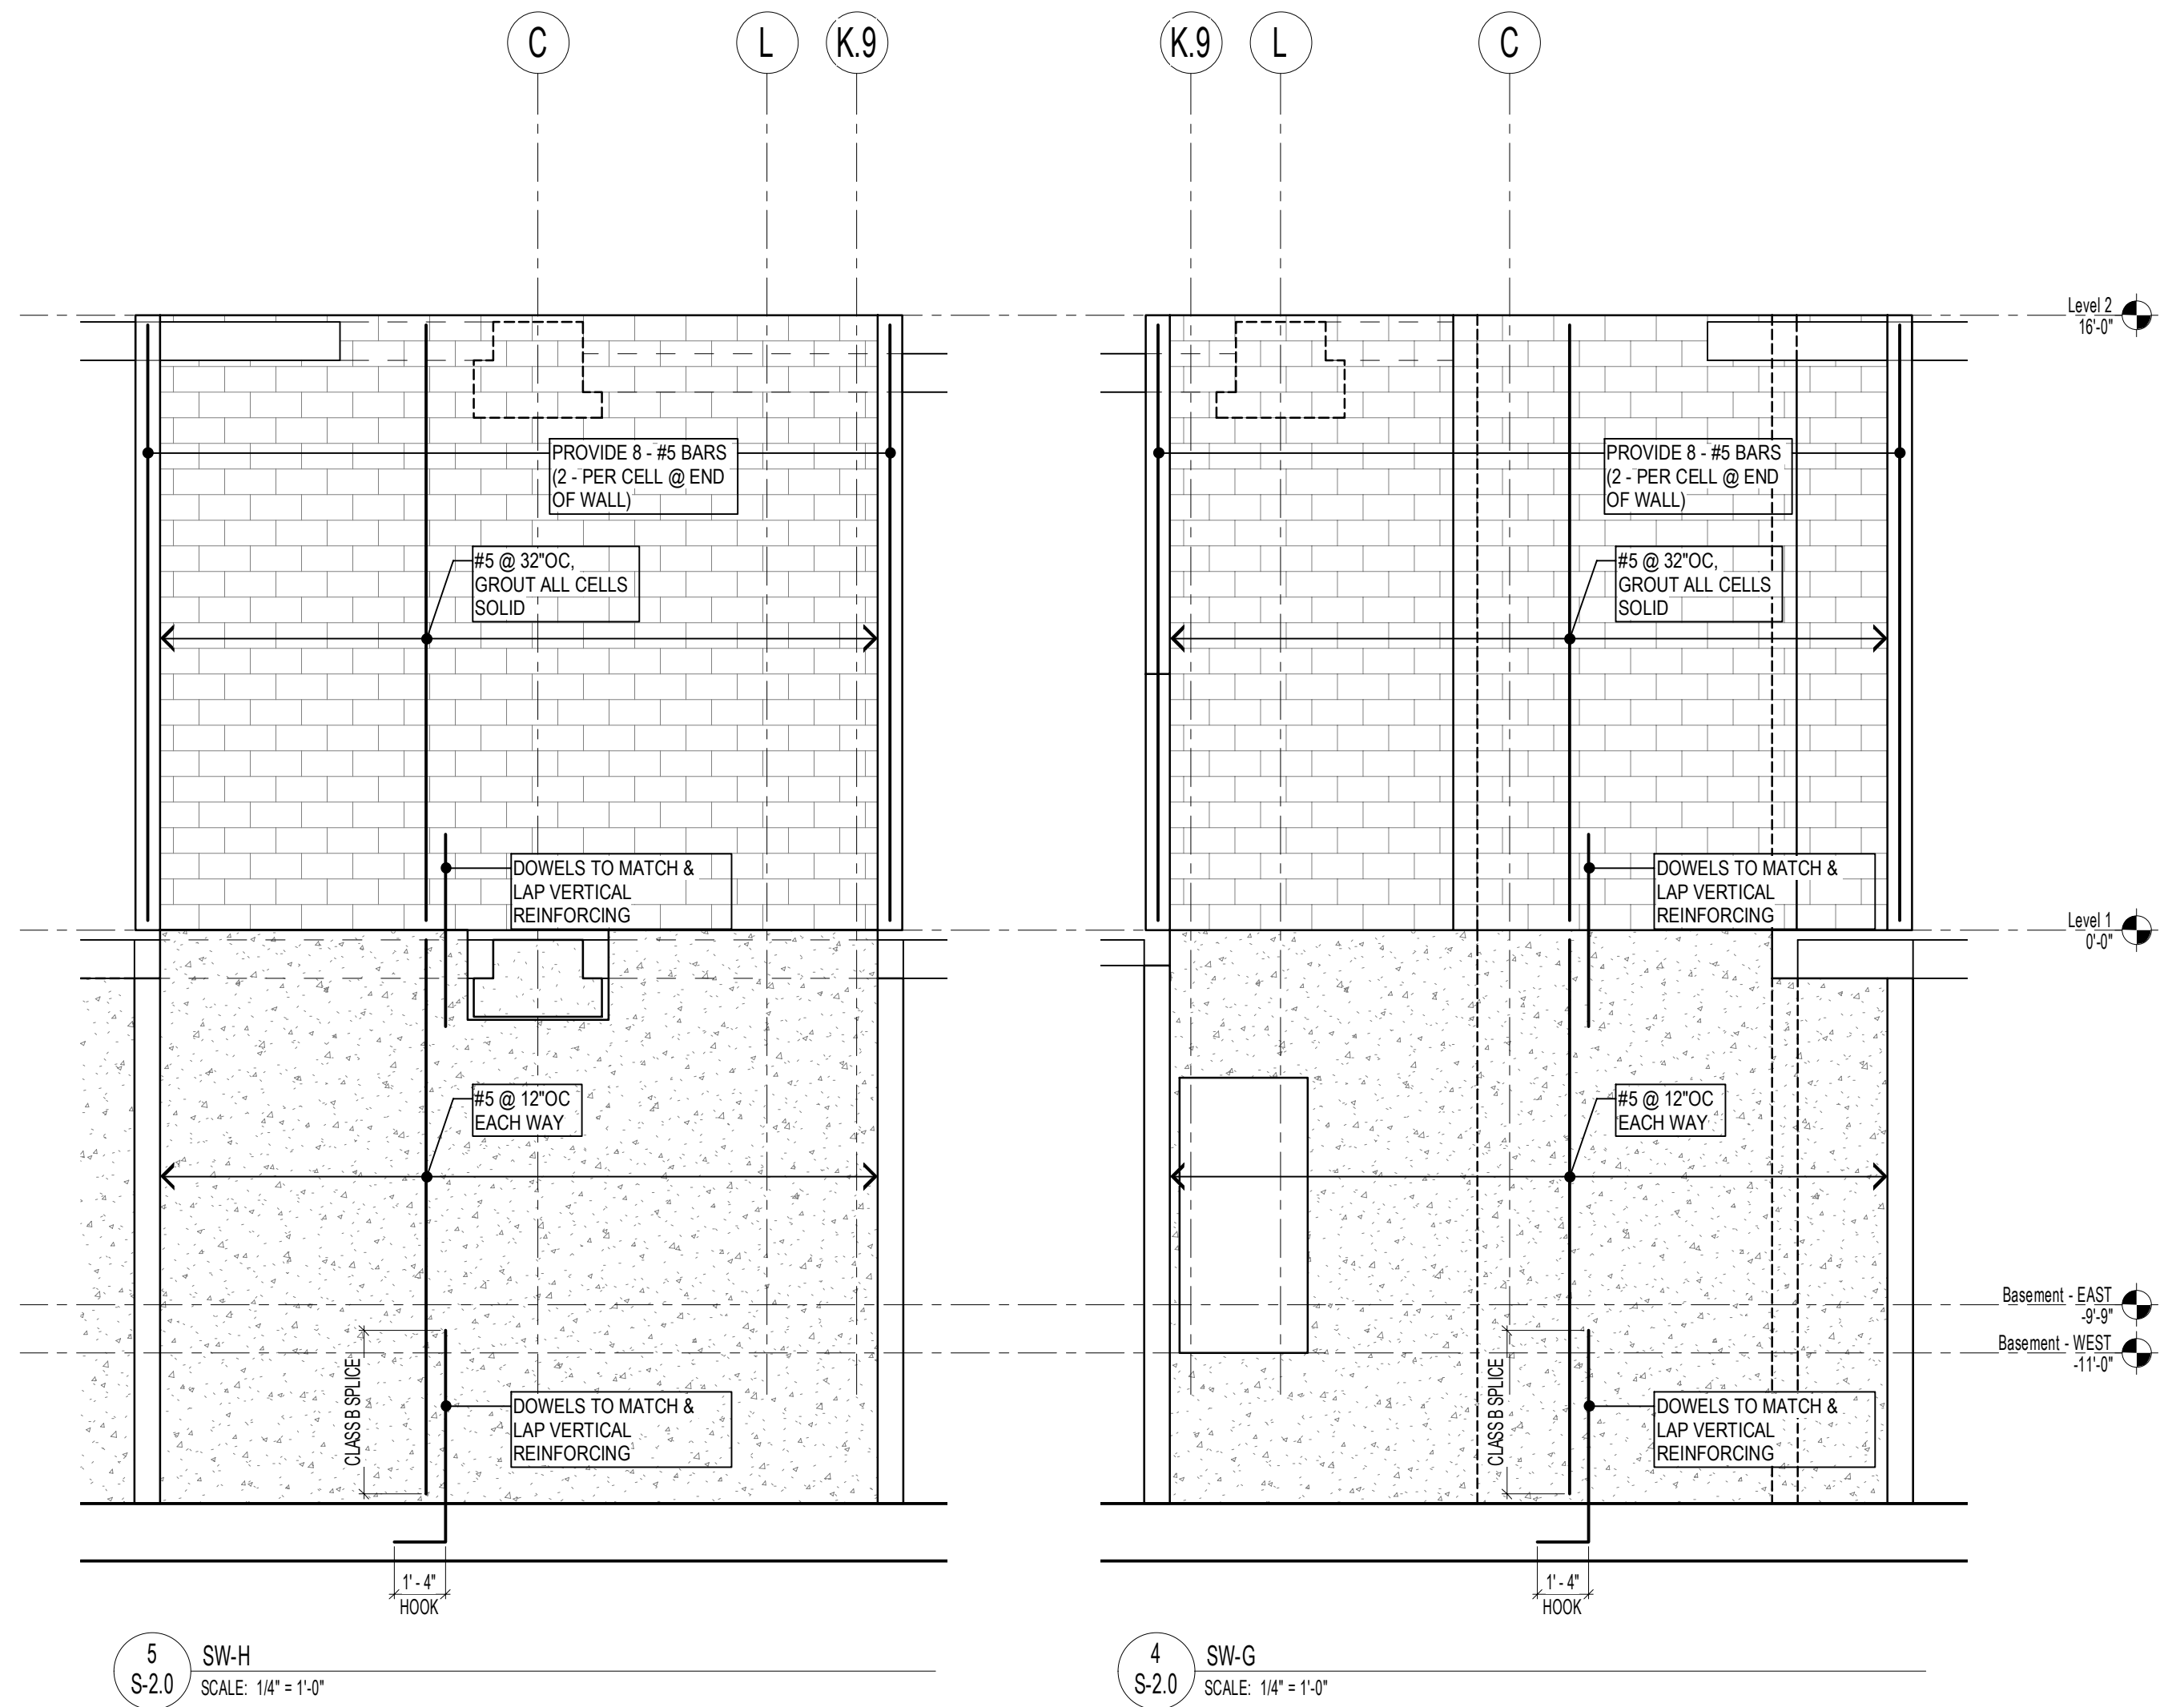 C
L
K.9
K.9
L
C
Level 2
16'-0"
PROVIDE 8 - #5 BARS
(2 - PER CELL @ END
OF WALL)
#5 @ 32"OC,
GROUT ALL CELLS
SOLID
DOWELS TO MATCH &
LAP VERTICAL
REINFORCING
#5 @ 12"OC
EACH WAY
CLASS B SPLICE
DOWELS TO MATCH &
LAP VERTICAL
REINFORCING
1' - 4"
HOOK
5
S-2.0
SW-H
SCALE: 1/4" = 1'-0"
PROVIDE 8 - #5 BARS
(2 - PER CELL @ END
OF WALL)
#5 @ 32"OC,
GROUT ALL CELLS
SOLID
DOWELS TO MATCH &
LAP VERTICAL
REINFORCING
Level 1
0'-0"
#5 @ 12"OC
EACH WAY
Basement - EAST
-9'-9"
Basement - WEST
-11'-0"
CLASS B SPLICE
DOWELS TO MATCH &
LAP VERTICAL
REINFORCING
1' - 4"
HOOK
4
S-2.0
SW-G
SCALE: 1/4" = 1'-0"